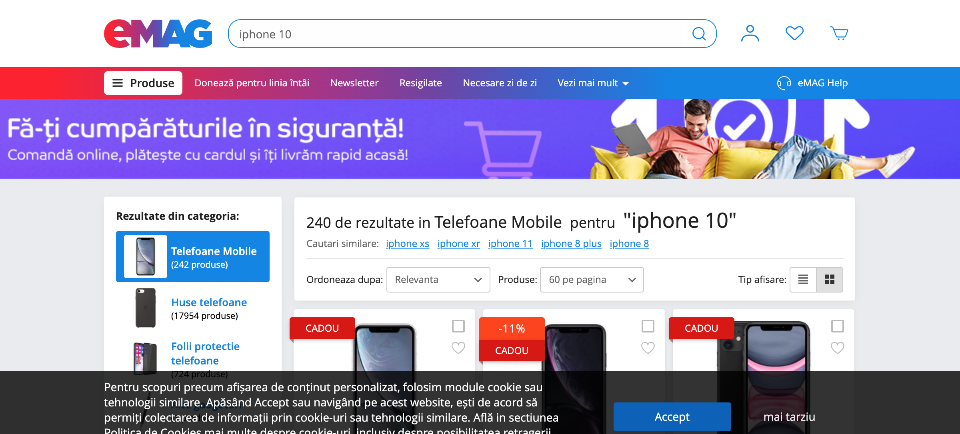 eMAG
iphone 10
Produse
Donează pentru linia întâi
Newsletter
Resigilate
Necesare zi de zi
Vezi mai mult
eMAG Help
Fă-ți cumpărăturile în siguranță!
Comandă online, plătește cu cardul și îți livrăm rapid acasă!
Rezultate din categoria:
Telefoane Mobile
(242 produse)
Huse telefoane
(17954 produse)
Folii protectie
telefoane
(724 produse)
240 de rezultate in Telefoane Mobile pentru "iphone 10"
Cautari similare: iphone xs iphone xr iphone 11 iphone 8 plus iphone 8
Ordoneaza dupa: Relevanta Produse: 60 pe pagina Tip afisare:
CADOU
-11%
CADOU
CADOU
Pentru scopuri precum afișarea de conținut personalizat, folosim module cookie sau
tehnologii similare. Apăsând Accept sau navigând pe acest website, ești de acord să
permiți colectarea de informații prin cookie-uri sau tehnologii similare. Află in sectiunea
Politica de Cookies mai multe despre cookie-uri, inclusiv despre posibilitatea retragerii
Accept
mai tarziu